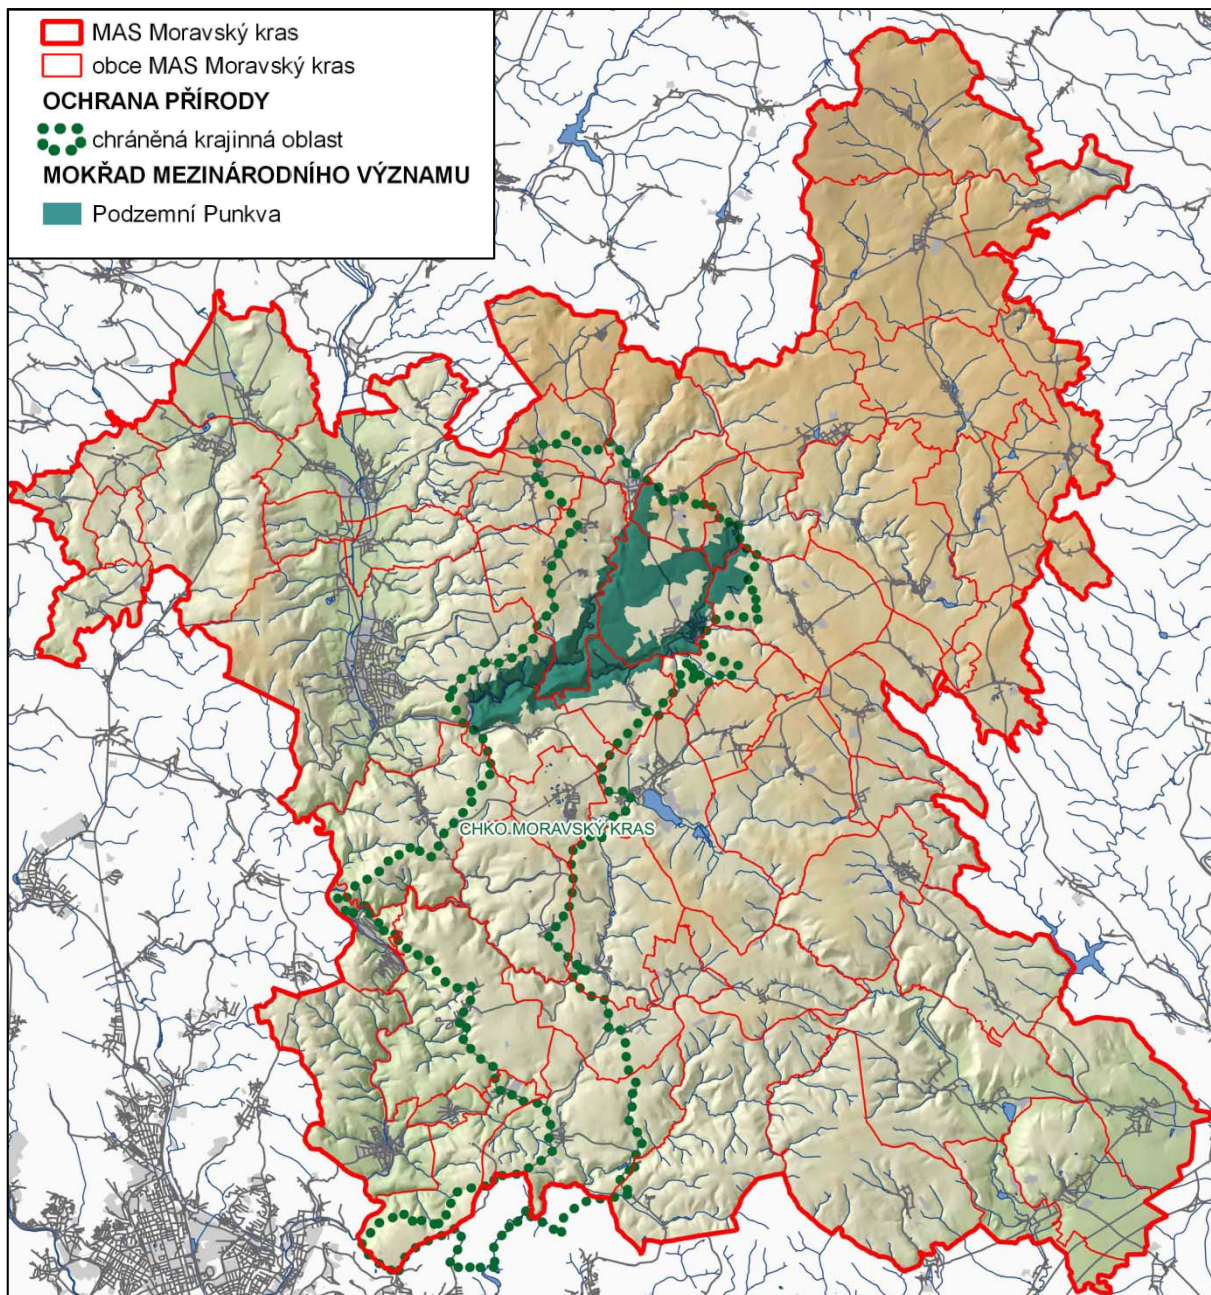 MAS Moravský kras
obce MAS Moravský kras
OCHRANA PŘÍRODY
chráněná krajinná oblast
MOKŘAD MEZINÁRODNÍHO VÝZNAMU
Podzemní Punkva
CHKO MORAVSKÝ KRAS